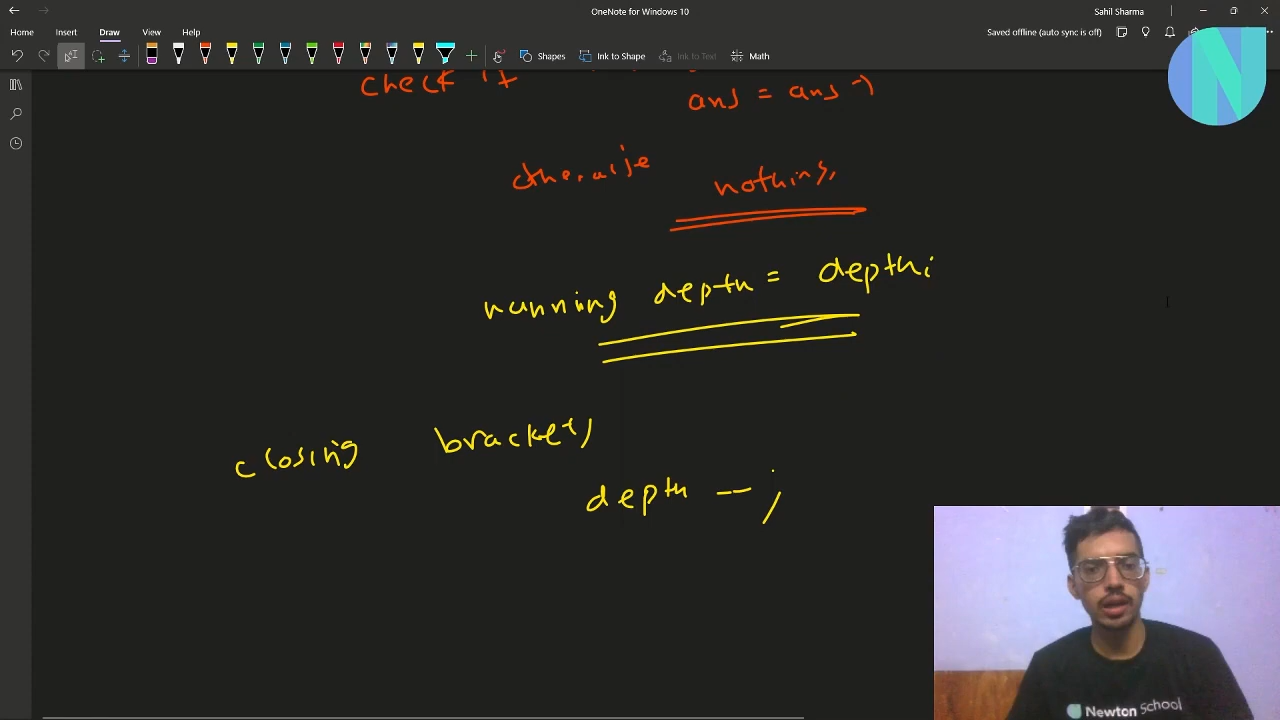 OneNote for Windows 10
Sahil Sharma
Home Insert Draw View Help
Saved offline (auto sync is off)
Shapes Ink to Shape Ink to Text Math
check if
ans = ans
otherwise nothing,
running depth = depth;
closing bracket,
depth --;
Newton School